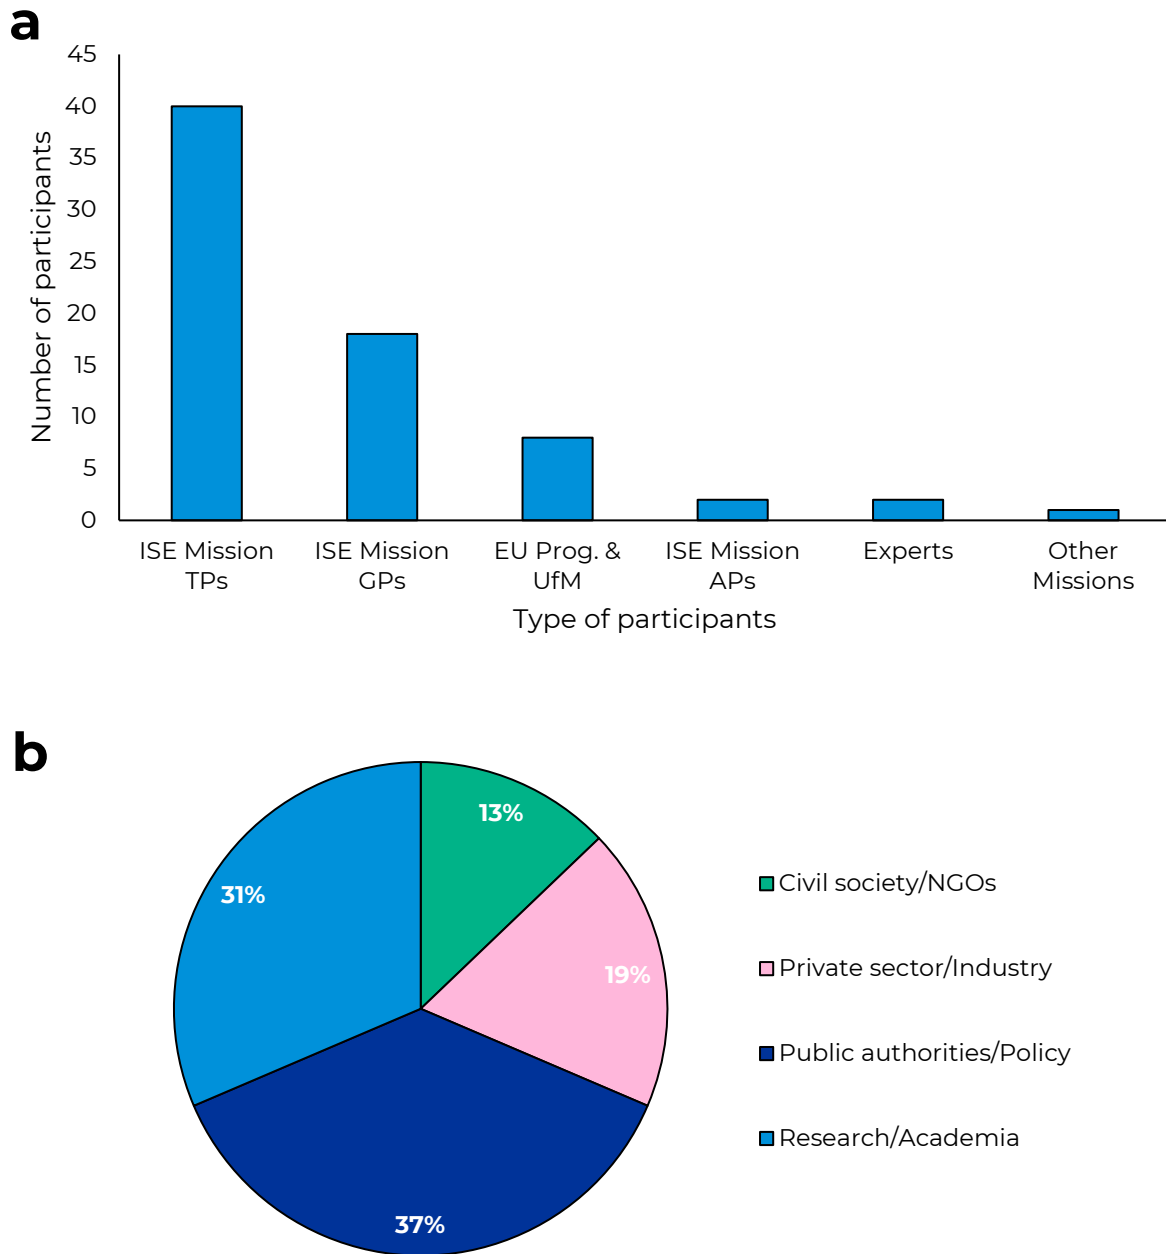 a
45
40
35
30
25
20
15
10
5
0
Number of participants
ISE Mission TPs
ISE Mission GPs
EU Prog. & UfM
ISE Mission APs
Experts
Other Missions
Type of participants
b
13%
19%
37%
31%
Civil society/NGOs
Private sector/Industry
Public authorities/Policy
Research/Academia